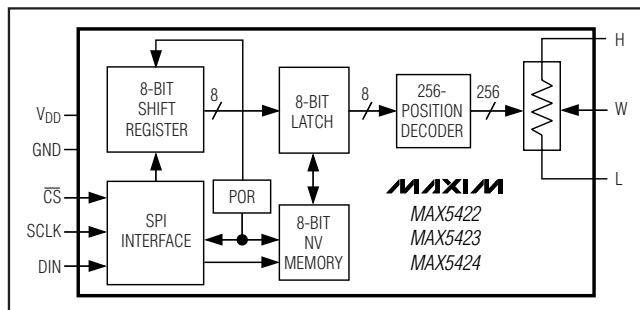 8-BIT
SHIFT
REGISTER
8
8-BIT
LATCH
8
256-
POSITION
DECODER
256
H
W
L
VDD
GND
CS
SCLK
DIN
SPI
INTERFACE
POR
8-BIT
NV
MEMORY
MAXIM
MAX5422
MAX5423
MAX5424